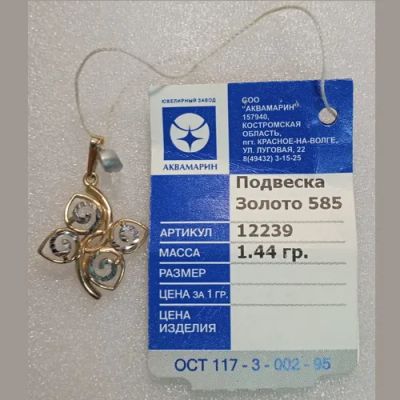 ЮВЕЛИРНЫЙ ЗАВОД
АКВАМАРИН
ООО
"АКВАМАРИН"
157940,
КОСТРОМСКАЯ
ОБЛАСТЬ,
пгт. КРАСНОЕ-НА-ВОЛГЕ,
УЛ. ЛУГОВАЯ, 22
8(49432) 3-15-25
Подвеска
Золото 585
АРТИКУЛ 12239
МАССА 1.44 гр.
РАЗМЕР
ЦЕНА ЗА 1 ГР.
ЦЕНА
ИЗДЕЛИЯ
ОСТ 117 - 3 - 002 - 95